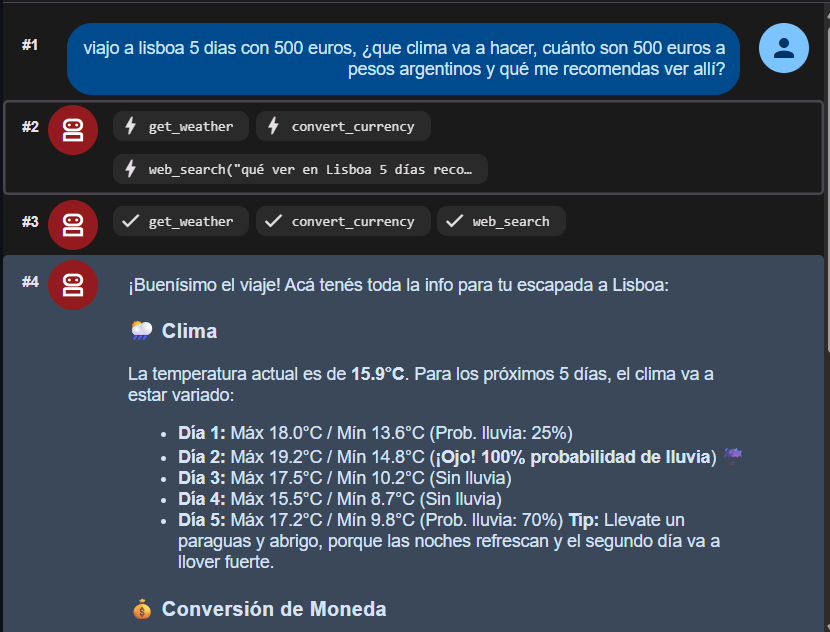 #1
viajo a lisboa 5 dias con 500 euros, ¿que clima va a hacer, cuánto son 500 euros a
pesos argentinos y qué me recomendas ver allí?
#2
get_weather
convert_currency
web_search("qué ver en Lisboa 5 días reco…
#3
get_weather
convert_currency
web_search
#4
¡Buenísimo el viaje! Acá tenés toda la info para tu escapada a Lisboa:
Clima
La temperatura actual es de 15.9°C. Para los próximos 5 días, el clima va a
estar variado:
• Día 1: Máx 18.0°C / Mín 13.6°C (Prob. lluvia: 25%)
• Día 2: Máx 19.2°C / Mín 14.8°C (¡Ojo! 100% probabilidad de lluvia)
• Día 3: Máx 17.5°C / Mín 10.2°C (Sin lluvia)
• Día 4: Máx 15.5°C / Mín 8.7°C (Sin lluvia)
• Día 5: Máx 17.2°C / Mín 9.8°C (Prob. lluvia: 70%) Tip: Llevate un
paraguas y abrigo, porque las noches refrescan y el segundo día va a
llover fuerte.
Conversión de Moneda